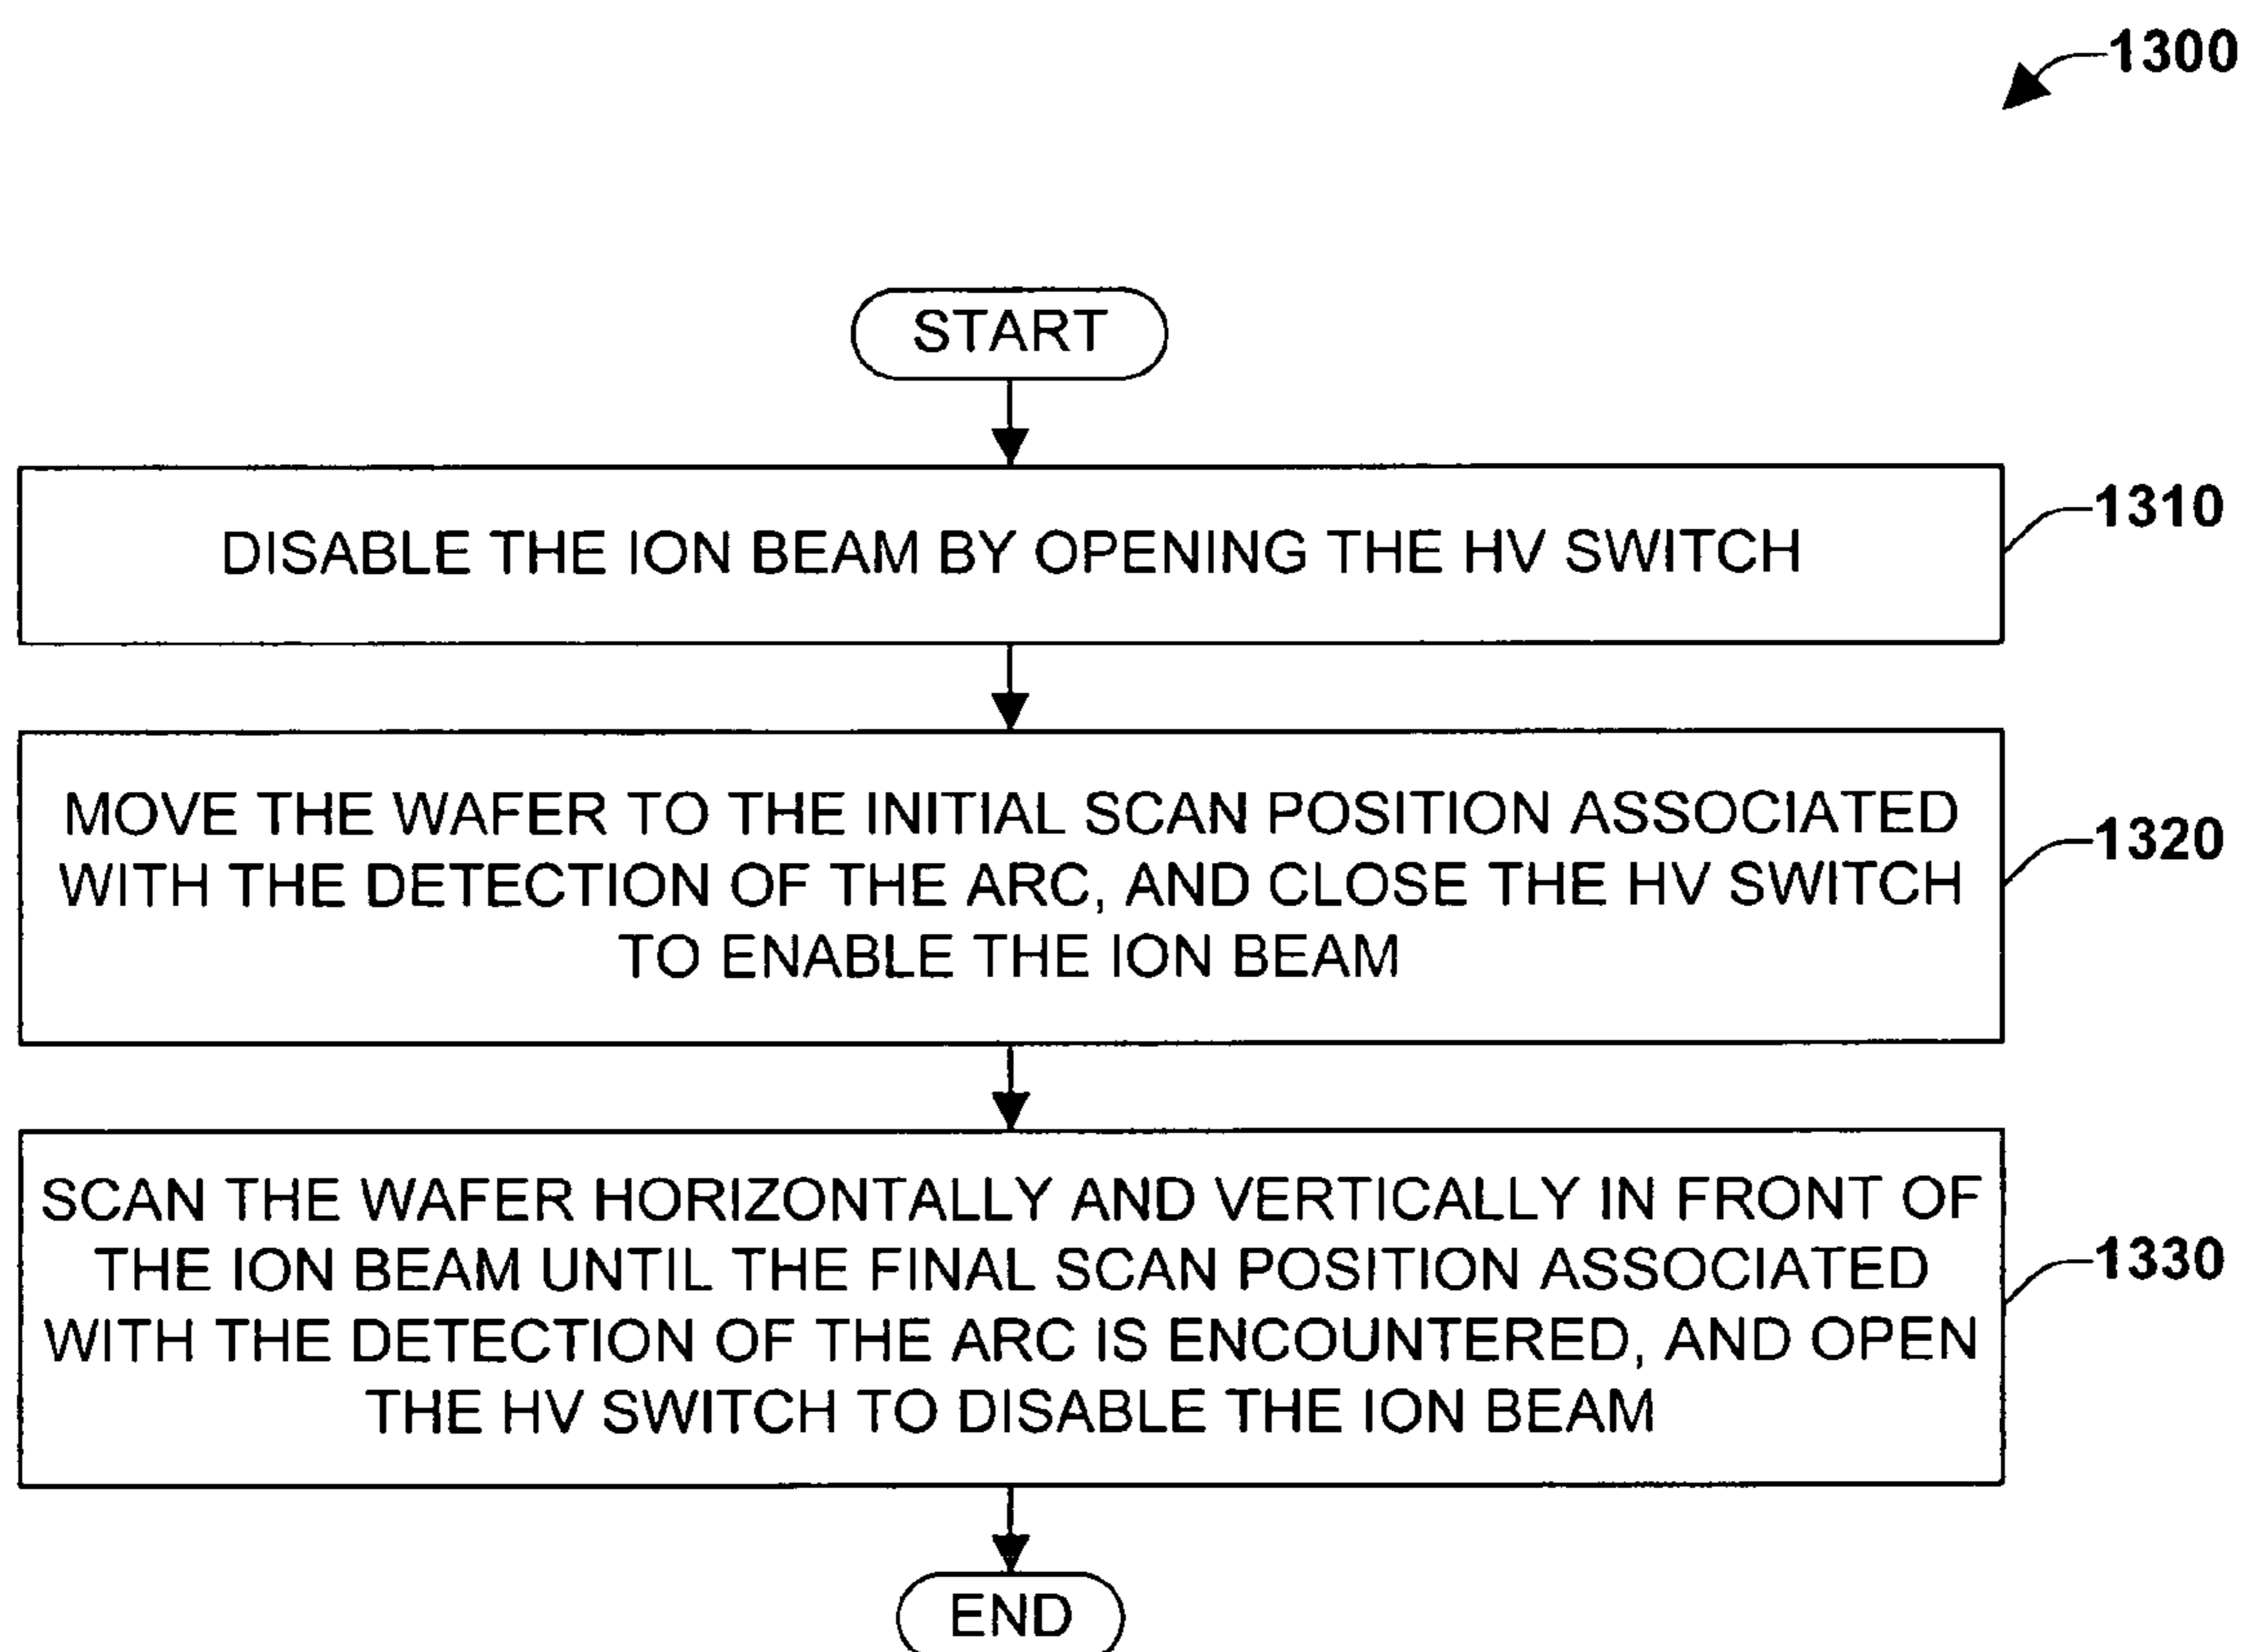 1300
START
DISABLE THE ION BEAM BY OPENING THE HV SWITCH
1310
MOVE THE WAFER TO THE INITIAL SCAN POSITION ASSOCIATED
WITH THE DETECTION OF THE ARC, AND CLOSE THE HV SWITCH
TO ENABLE THE ION BEAM
1320
SCAN THE WAFER HORIZONTALLY AND VERTICALLY IN FRONT OF
THE ION BEAM UNTIL THE FINAL SCAN POSITION ASSOCIATED
WITH THE DETECTION OF THE ARC IS ENCOUNTERED, AND OPEN
THE HV SWITCH TO DISABLE THE ION BEAM
1330
END